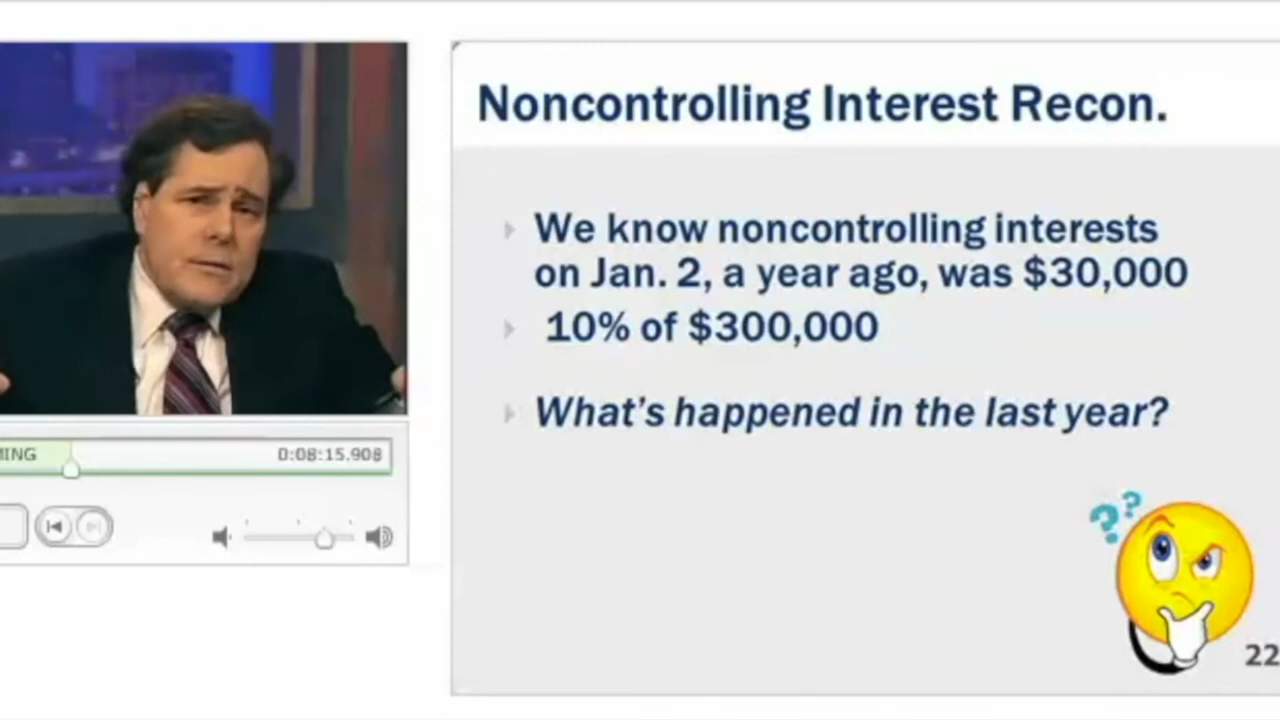 Noncontrolling Interest Recon.
We know noncontrolling interests
on Jan. 2, a year ago, was $30,000
10% of $300,000
What's happened in the last year?
MING
0:08:15.908
??
22